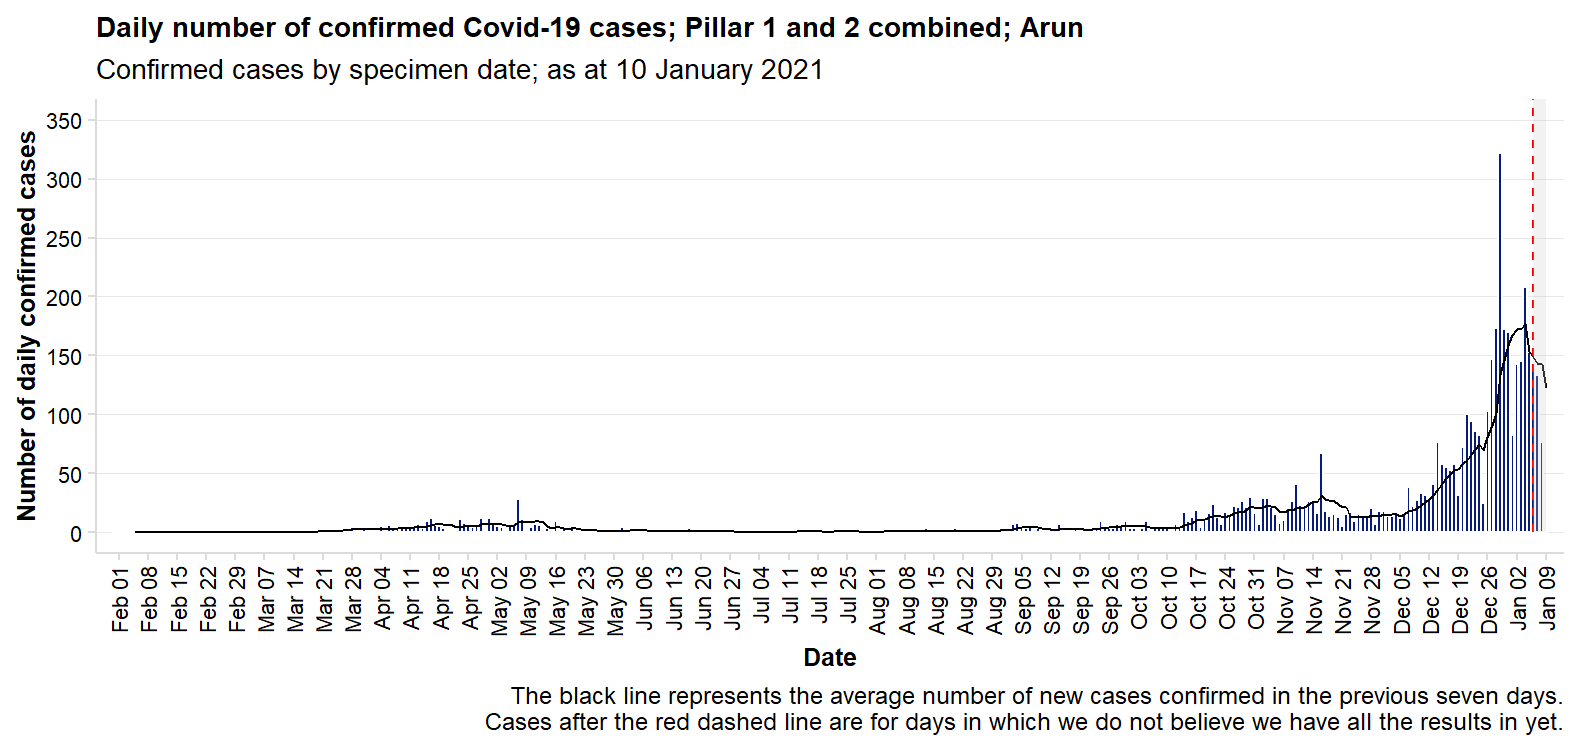 Daily number of confirmed Covid-19 cases; Pillar 1 and 2 combined; Arun
Confirmed cases by specimen date; as at 10 January 2021
Number of daily confirmed cases
350
300
250
200
150
100
50
0
Feb 01
Feb 08
Feb 15
Feb 22
Feb 29
Mar 07
Mar 14
Mar 21
Mar 28
Apr 04
Apr 11
Apr 18
Apr 25
May 02
May 09
May 16
May 23
May 30
Jun 06
Jun 13
Jun 20
Jun 27
Jul 04
Jul 11
Jul 18
Jul 25
Aug 01
Aug 08
Aug 15
Aug 22
Aug 29
Sep 05
Sep 12
Sep 19
Sep 26
Oct 03
Oct 10
Oct 17
Oct 24
Oct 31
Nov 07
Nov 14
Nov 21
Nov 28
Dec 05
Dec 12
Dec 19
Dec 26
Jan 02
Jan 09
Date
The black line represents the average number of new cases confirmed in the previous seven days.
Cases after the red dashed line are for days in which we do not believe we have all the results in yet.